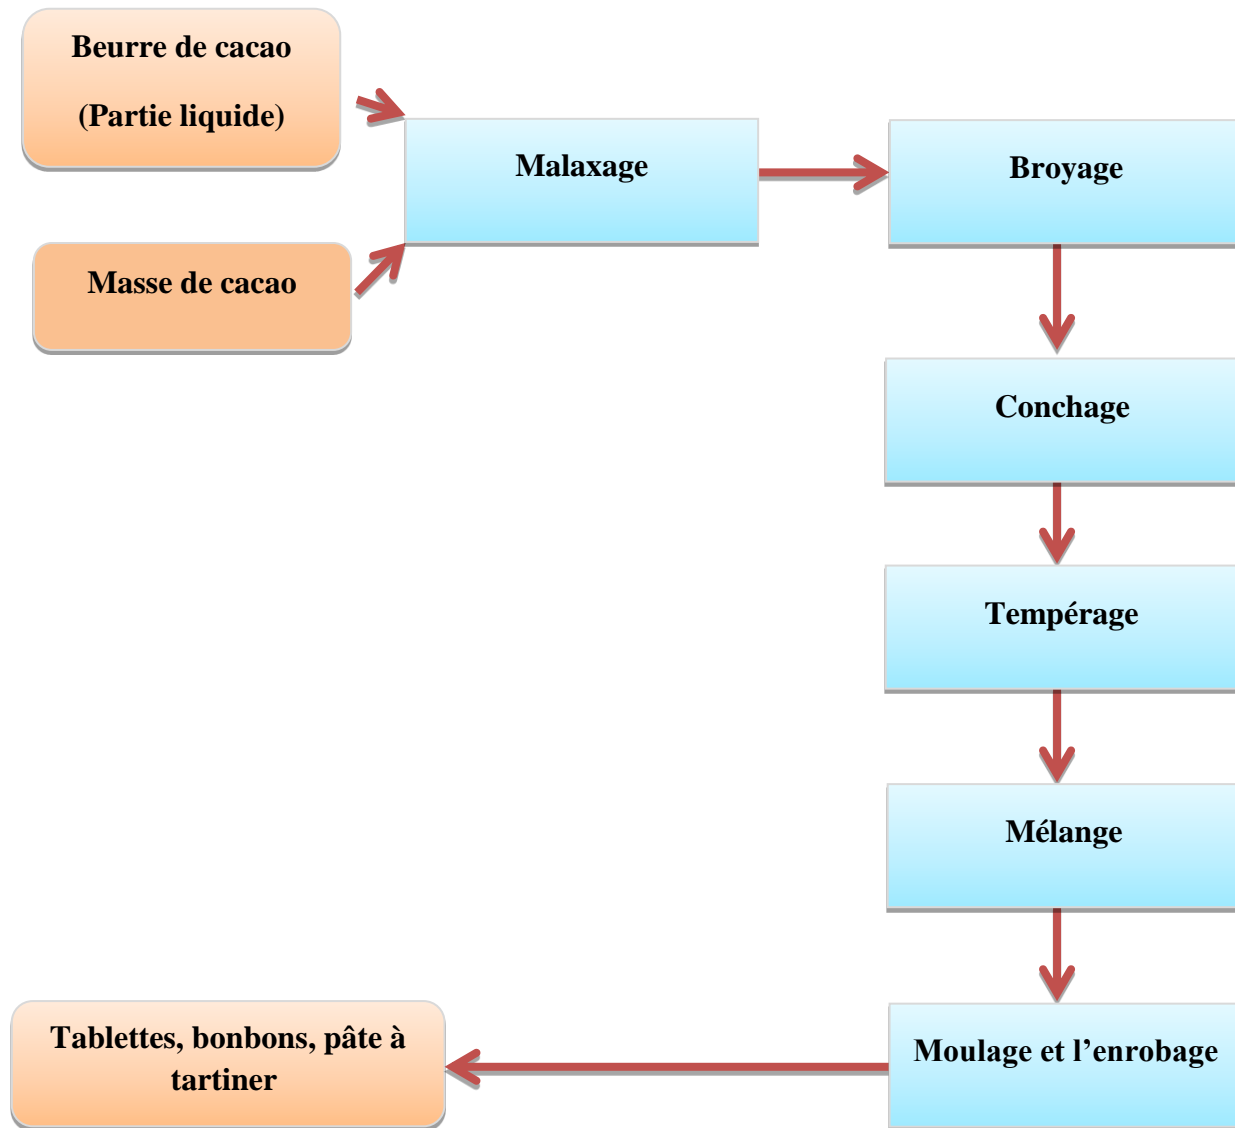 Beurre de cacao
(Partie liquide)
Malaxage
Broyage
Masse de cacao
Conchage
Tempérage
Mélange
Moulage et l’enrobage
Tablettes, bonbons, pâte à
tartiner